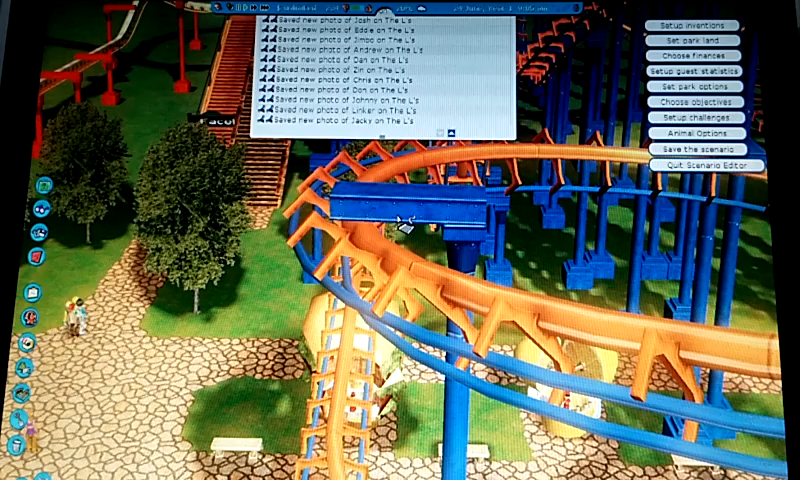 Saved new photo of Josh on The L's
Saved new photo of Eddie on The L's
Saved new photo of Jimbo on The L's
Saved new photo of Andrew on The L's
Saved new photo of Dan on The L's
Saved new photo of Zin on The L's
Saved new photo of Chris on The L's
Saved new photo of Don on The L's
Saved new photo of Johnny on The L's
Saved new photo of Linker on The L's
Saved new photo of Jacky on The L's
Setup inventions
Set park land
Choose finances
Setup guest statistics
Set park options
Choose objectives
Setup challenges
Animal Options
Save the scenario
Quit Scenario Editor